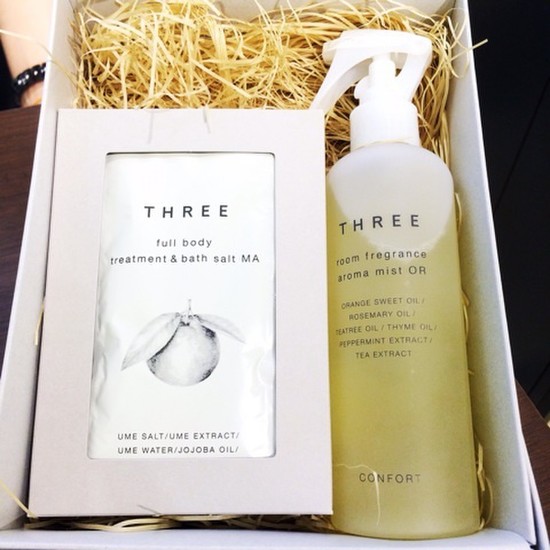 THREE
full body
treatment & bath salt MA
UME SALT/UME EXTRACT/
UME WATER/JOJOBA OIL/
THREE
room fregrance
aroma mist OR
ORANGE SWEET OIL/
ROSEMARY OIL/
TEATREE OIL / THYME OIL/
PEPPERMINT EXTRACT/
TEA EXTRACT
CONFORT